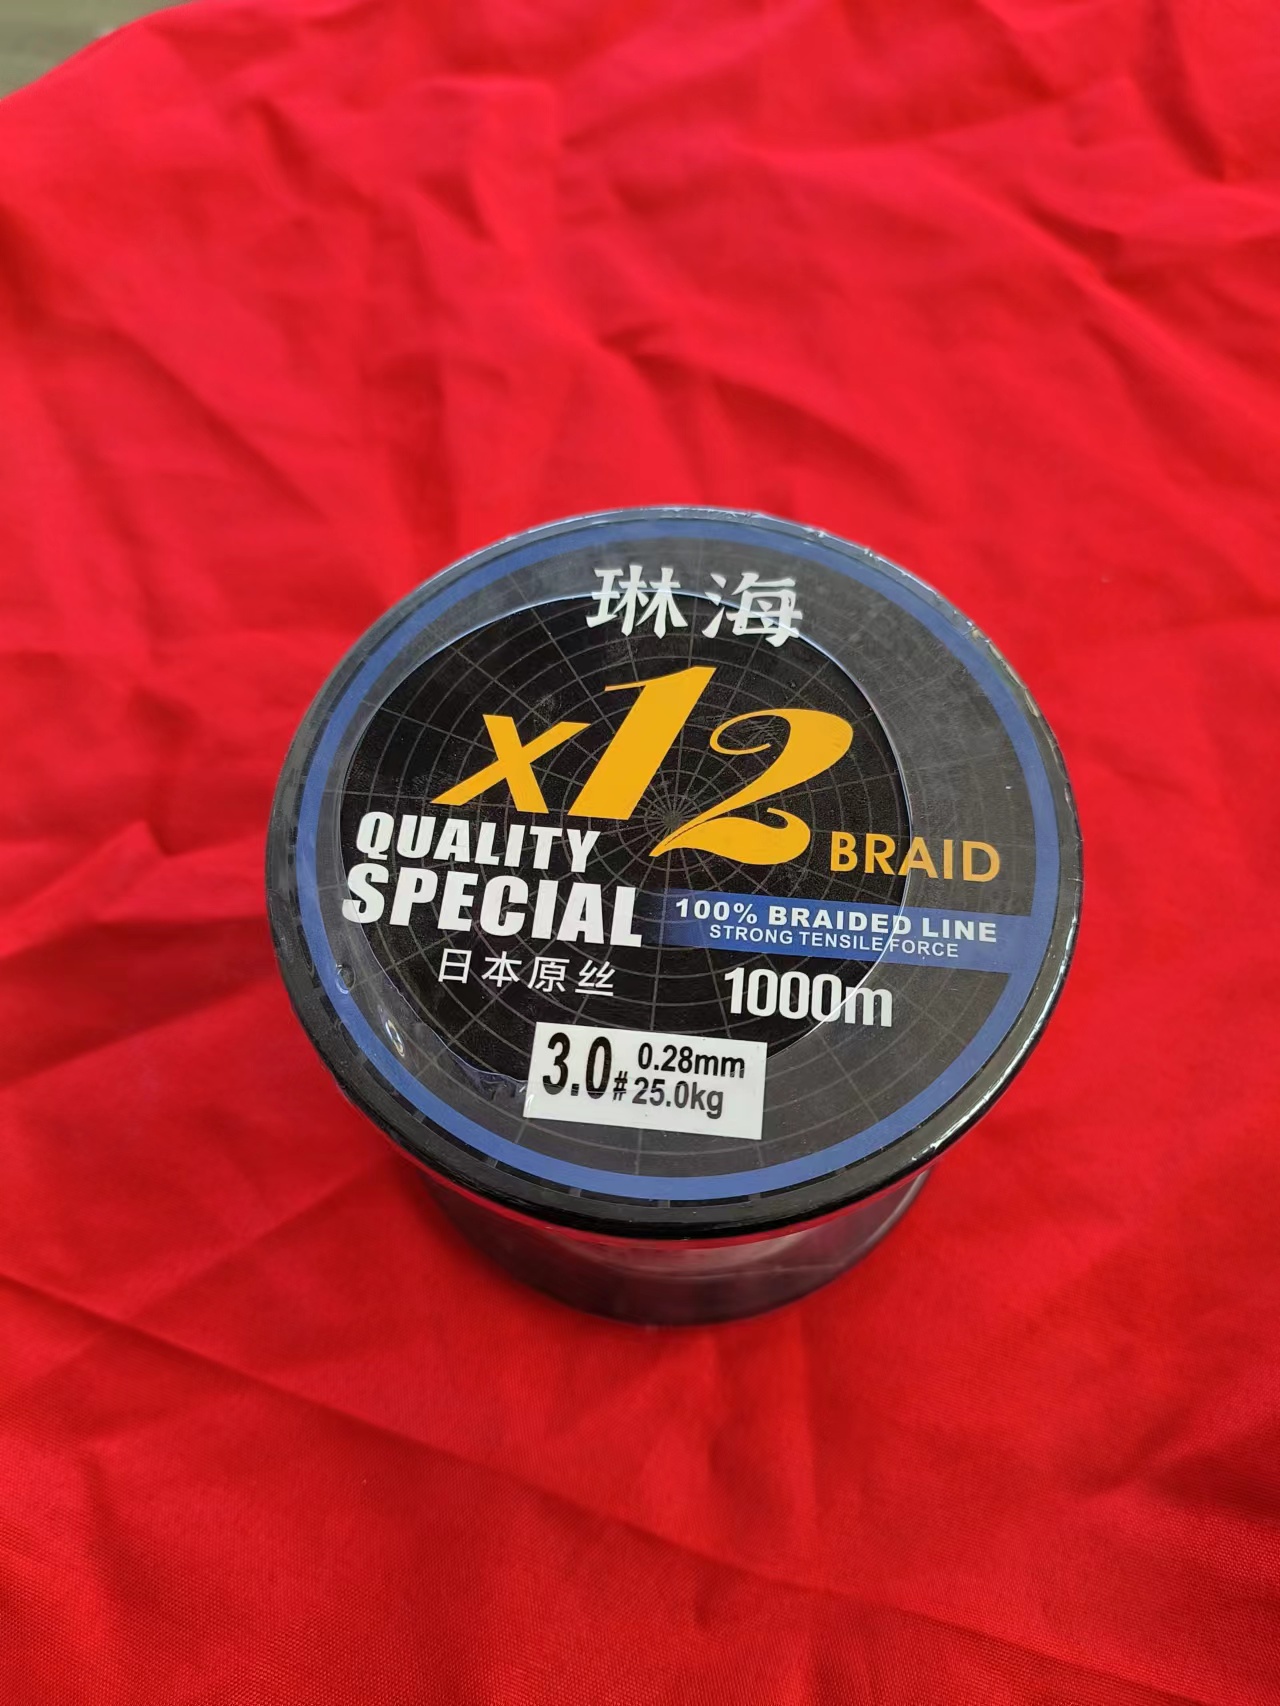 琳海
x12
BRAID
QUALITY
SPECIAL
100% BRAIDED LINE
STRONG TENSILE FORCE
日本原丝
1000m
3.0# 0.28mm
25.0kg